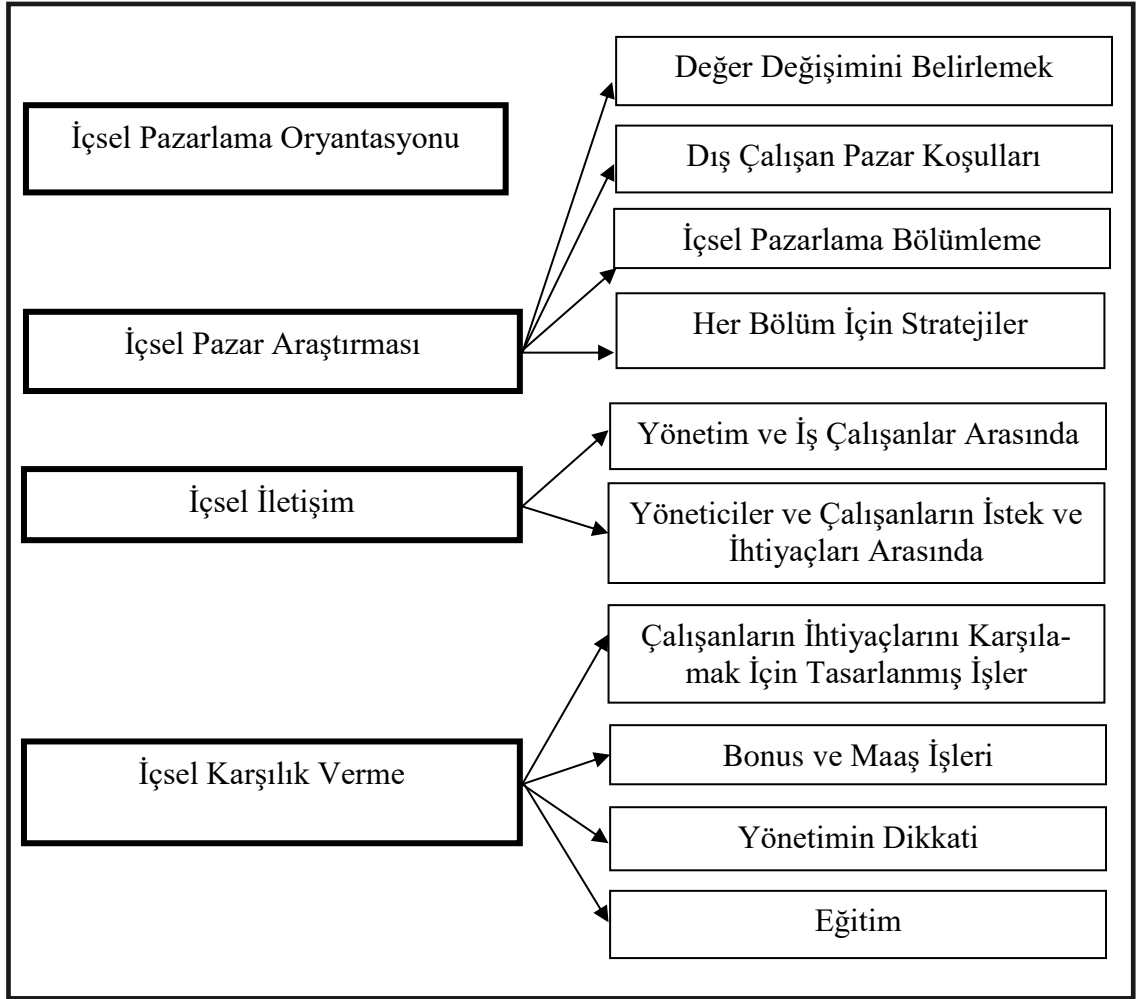 İçsel Pazarlama Oryantasyonu
İçsel Pazar Araştırması
Değer Değişimini Belirlemek
Dış Çalışan Pazar Koşulları
İçsel Pazarlama Bölümleme
Her Bölüm İçin Stratejiler
İçsel İletişim
Yönetim ve İş Çalışanlar Arasında
Yöneticiler ve Çalışanların İstek ve
İhtiyaçları Arasında
İçsel Karşılık Verme
Çalışanların İhtiyaçlarını Karşıla-
mak İçin Tasarlanmış İşler
Bonus ve Maaş İşleri
Yönetimin Dikkati
Eğitim